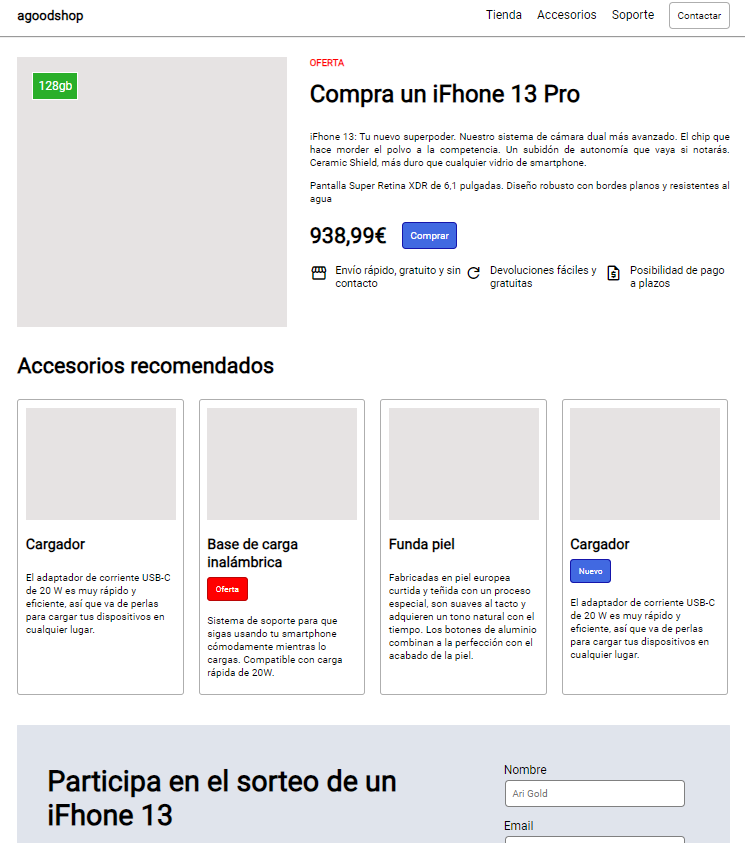 agoodshop
Tienda Accesorios Soporte Contactar
128gb
OFERTA
Compra un iFhone 13 Pro
iFhone 13: Tu nuevo superpoder. Nuestro sistema de cámara dual más avanzado. El chip que
hace morder el polvo a la competencia. Un subidón de autonomía que vaya si notarás.
Ceramic Shield, más duro que cualquier vidrio de smartphone.
Pantalla Super Retina XDR de 6,1 pulgadas. Diseño robusto con bordes planos y resistentes al
agua
938,99€ Comprar
Envío rápido, gratuito y sin
contacto
Devoluciones fáciles y
gratuitas
Posibilidad de pago
a plazos
Accesorios recomendados
Cargador
El adaptador de corriente USB-C
de 20 W es muy rápido y
eficiente, así que va de perlas
para cargar tus dispositivos en
cualquier lugar.
Base de carga
inalámbrica
Oferta
Sistema de soporte para que
sigas usando tu smartphone
cómodamente mientras lo
cargas. Compatible con carga
rápida de 20W.
Funda piel
Fabricadas en piel europea
curtida y teñida con un proceso
especial, son suaves al tacto y
adquieren un tono natural con el
tiempo. Los botones de aluminio
combinan a la perfección con el
acabado de la piel.
Cargador
Nuevo
El adaptador de corriente USB-C
de 20 W es muy rápido y
eficiente, así que va de perlas
para cargar tus dispositivos en
cualquier lugar.
Participa en el sorteo de un
iFhone 13
Nombre
Ari Gold
Email